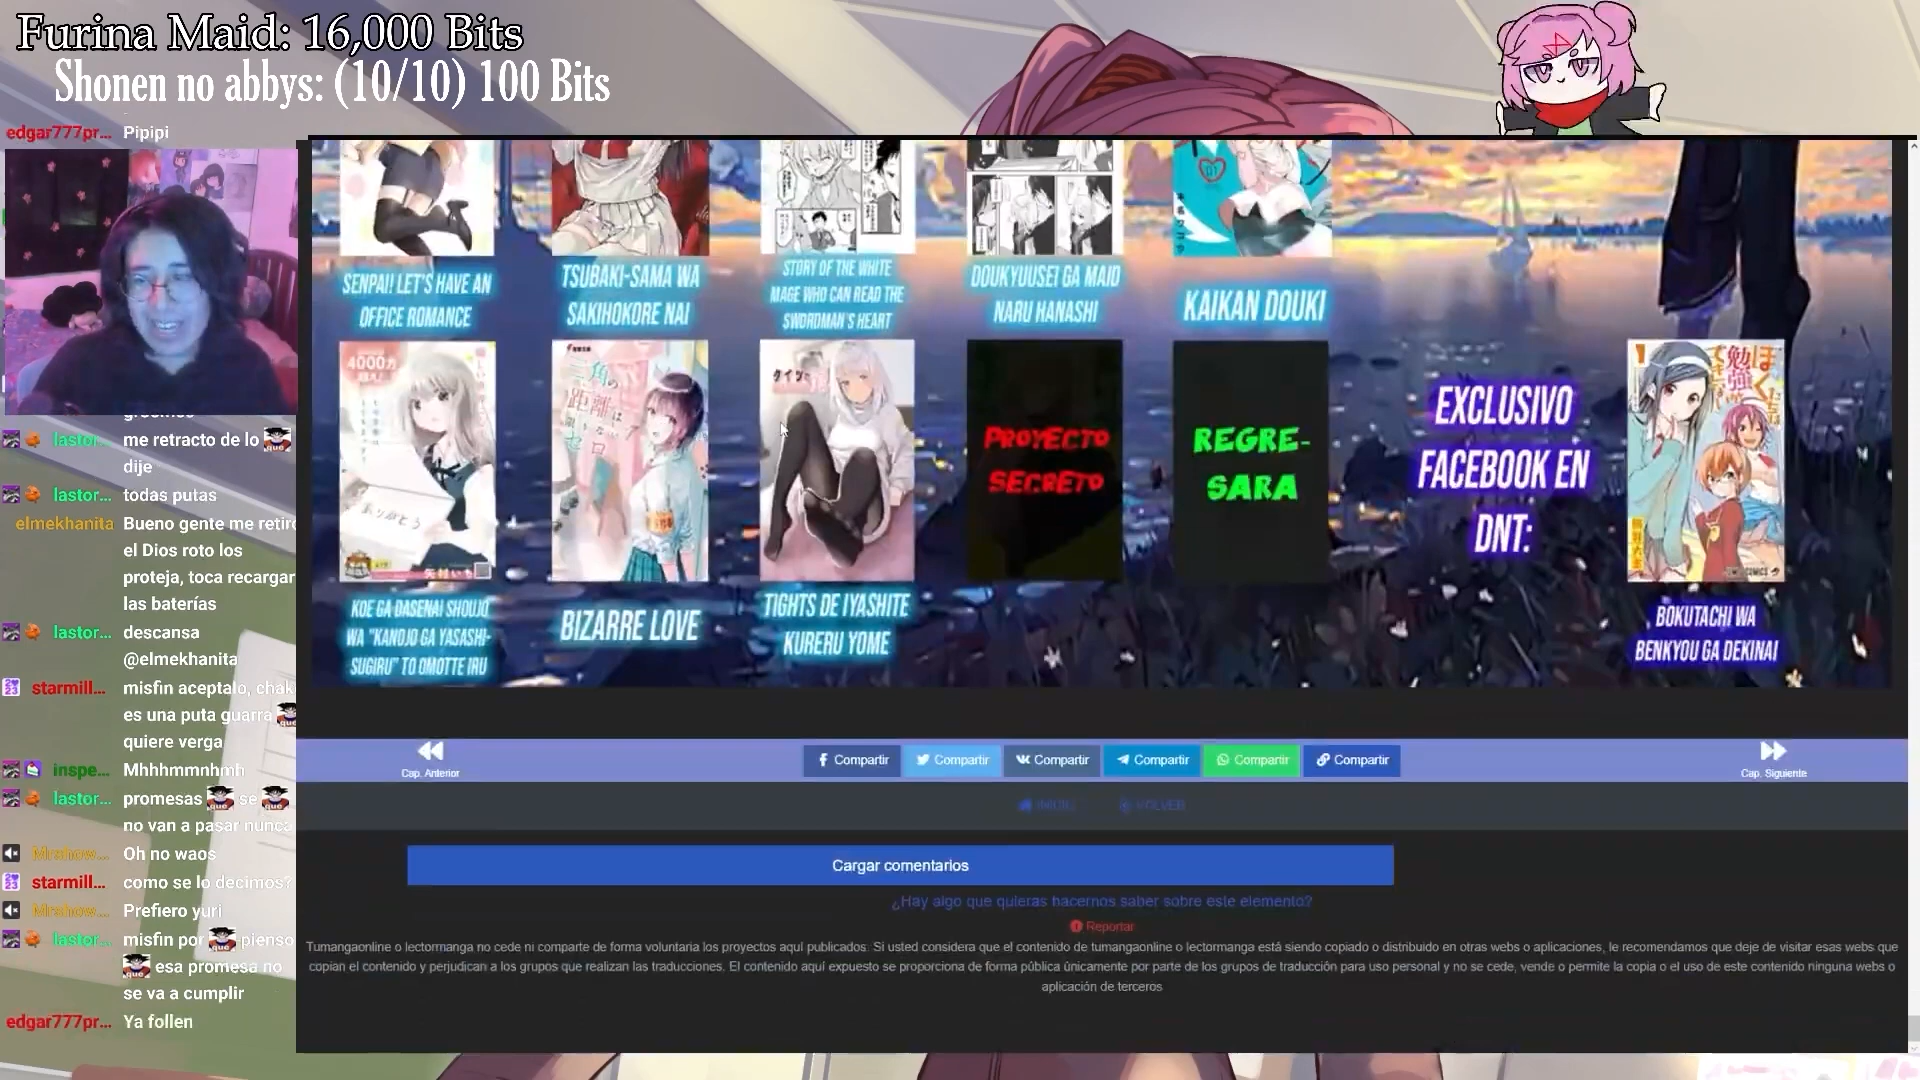 Furina Maid: 16,000 Bits
Shonen no abbys: (10/10) 100 Bits
edgar777pr... Pipipi
lastor... me retracto de lo
dije
lastor... todas putas
elmekhanita Bueno gente me retiro
el Dios roto los
proteja, toca recargar
las baterías
lastor... descansa
@elmekhanita
starmill... misfin aceptalo, chak
es una puta guarra
quiere verga
inspe... Mhhhmmnhmh
lastor... promesas se
no van a pasar nunca
Mrshow... Oh no waos
starmill... como se lo decimos?
Mrshow... Prefiero yuri
lastor... misfin por pienso
esa promesa no
se va a cumplir
edgar777pr... Ya follen
SENPAI! LET'S HAVE AN
OFFICE ROMANCE
TSUBAKI-SAMA WA
SAKIHOKORE NAI
STORY OF THE WHITE
MAGE WHO CAN READ THE
SWORDMAN'S HEART
DOUKYUUSEI GA MAID
NARU HANASHI
KAIKAN DOUKI
KOE GA DASENAI SHOUJO
WA "KANOJO GA YASASHI-
SUGIRU" TO OMOTTE IRU
BIZARRE LOVE
TIGHTS DE IYASHITE
KURERU YOME
PROYECTO
SECRETO
REGRE-
SARA
EXCLUSIVO
FACEBOOK EN
DNT:
BOKUTACHI WA
BENKYOU GA DEKINAI
Cap. Anterior
Compartir
Compartir
Compartir
Compartir
Compartir
Compartir
Cap. Siguiente
INICIO
VOLVER
Cargar comentarios
¿Hay algo que quieras hacernos saber sobre este elemento?
Reportar
Tumangaonline o lectormanga no cede ni comparte de forma voluntaria los proyectos aquí publicados. Si usted considera que el contenido de tumangaonline o lectormanga está siendo copiado o distribuido en otras webs o aplicaciones, le recomendamos que deje de visitar esas webs que
copian el contenido y perjudican a los grupos que realizan las traducciones. El contenido aquí expuesto se proporciona de forma pública únicamente por parte de los grupos de traducción para uso personal y no se cede, vende o permite la copia o el uso de este contenido ninguna webs o
aplicación de terceros